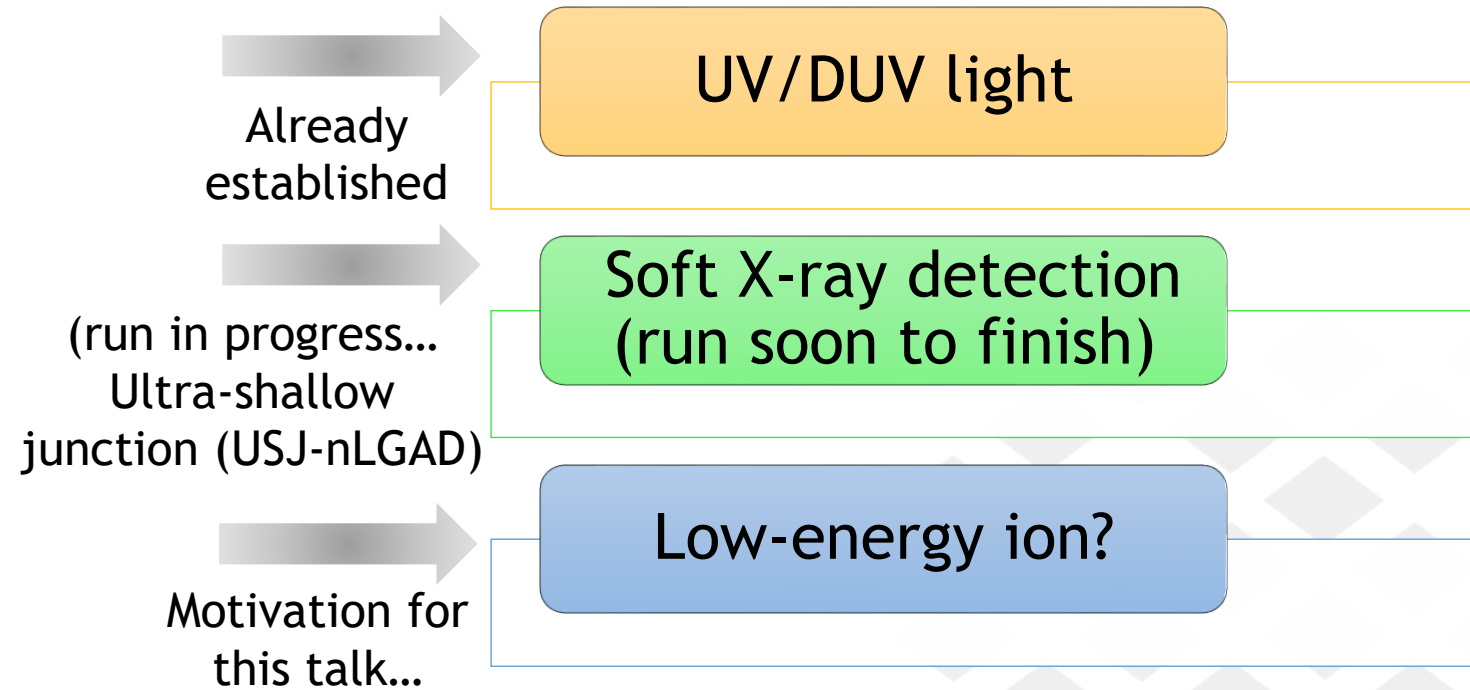 UV/DUV light
Already
established
Soft X-ray detection
(run soon to finish)
(run in progress…
Ultra-shallow
junction (USJ-nLGAD)
Low-energy ion?
Motivation for
this talk…